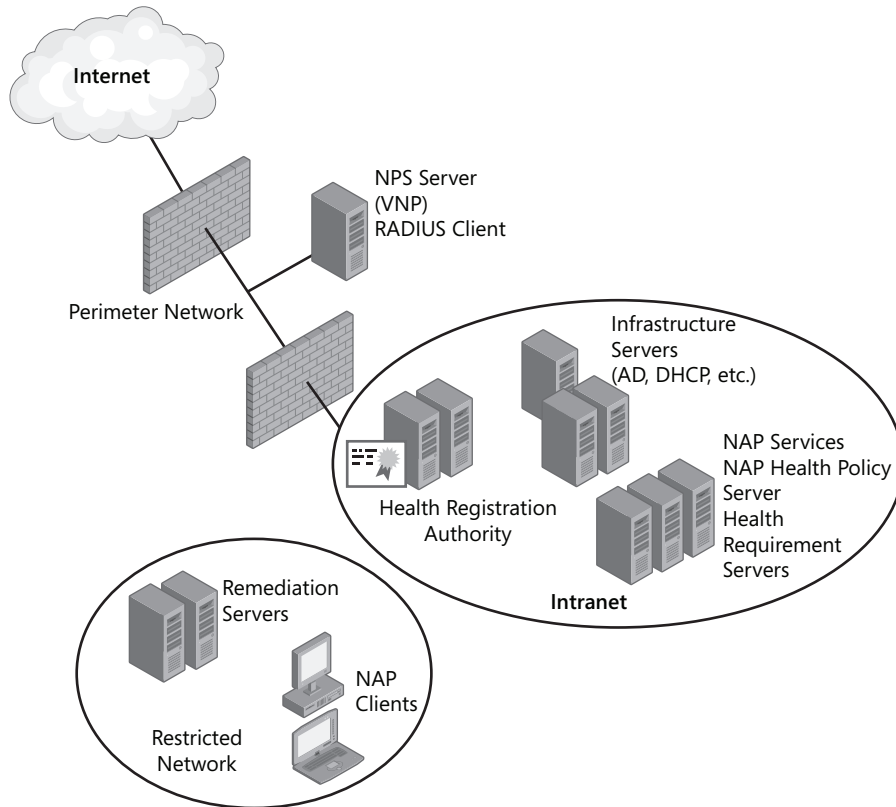 Internet
NPS Server
(VNP)
RADIUS Client
Perimeter Network
Infrastructure
Servers
(AD, DHCP, etc.)
NAP Services
NAP Health Policy
Server
Health
Requirement
Servers
Health Registration
Authority
Intranet
Remediation
Servers
NAP
Clients
Restricted
Network